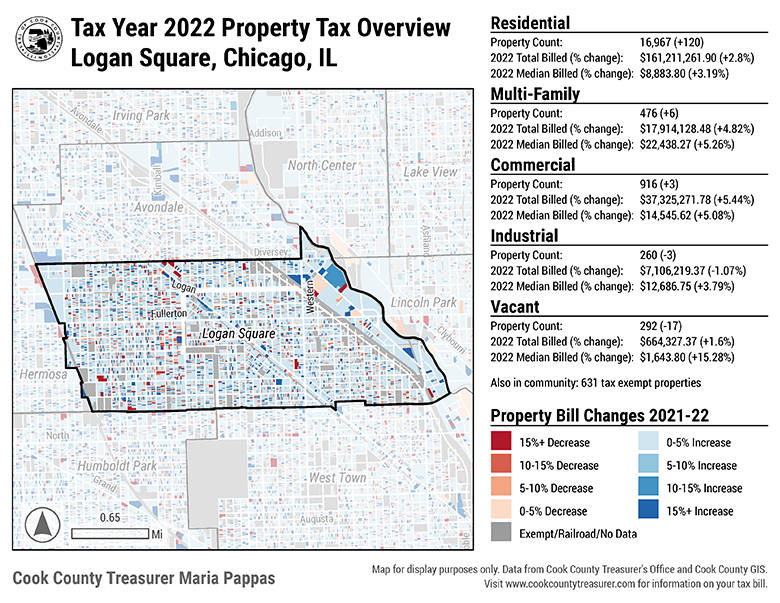 Tax Year 2022 Property Tax Overview
Logan Square, Chicago, IL
Irving Park
Avondale
Addison
Kimball
North Center
Lake View
Avondale
Ashland
Diversey
Logan
Western
Lincoln Park
Fullerton
Logan Square
Clybourn
Hermosa
North
Humboldt Park
Grand
West Town
Augusta
0.65
Mi
Cook County Treasurer Maria Pappas
Residential
Property Count: 16,967 (+120)
2022 Total Billed (% change): $161,211,261.90 (+2.8%)
2022 Median Billed (% change): $8,883.80 (+3.19%)
Multi-Family
Property Count: 476 (+6)
2022 Total Billed (% change): $17,914,128.48 (+4.82%)
2022 Median Billed (% change): $22,438.27 (+5.26%)
Commercial
Property Count: 916 (+3)
2022 Total Billed (% change): $37,325,271.78 (+5.44%)
2022 Median Billed (% change): $14,545.62 (+5.08%)
Industrial
Property Count: 260 (-3)
2022 Total Billed (% change): $7,106,219.37 (-1.07%)
2022 Median Billed (% change): $12,686.75 (+3.79%)
Vacant
Property Count: 292 (-17)
2022 Total Billed (% change): $664,327.37 (+1.6%)
2022 Median Billed (% change): $1,643.80 (+15.28%)
Also in community: 631 tax exempt properties
Property Bill Changes 2021-22
15%+ Decrease
0-5% Increase
10-15% Decrease
5-10% Increase
5-10% Decrease
10-15% Increase
0-5% Decrease
15%+ Increase
Exempt/Railroad/No Data
Map for display purposes only. Data from Cook County Treasurer's Office and Cook County GIS.
Visit www.cookcountytreasurer.com for information on your tax bill.